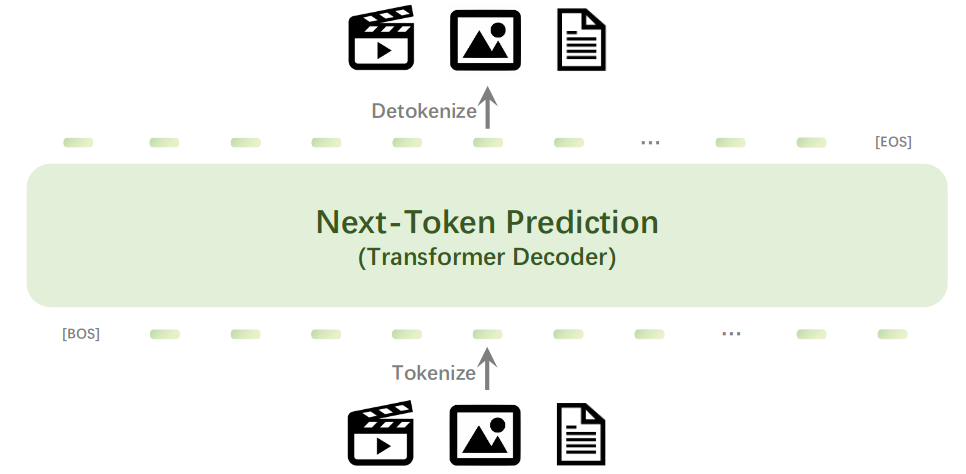 Detokenize
... [EOS]
Next-Token Prediction
(Transformer Decoder)
[BOS] ...
Tokenize